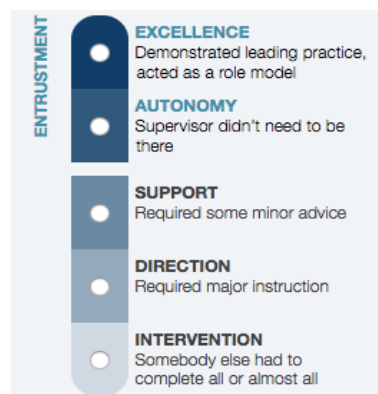 ENTRUSTMENT
EXCELLENCE
Demonstrated leading practice,
acted as a role model
AUTONOMY
Supervisor didn't need to be
there
SUPPORT
Required some minor advice
DIRECTION
Required major instruction
INTERVENTION
Somebody else had to
complete all or almost all